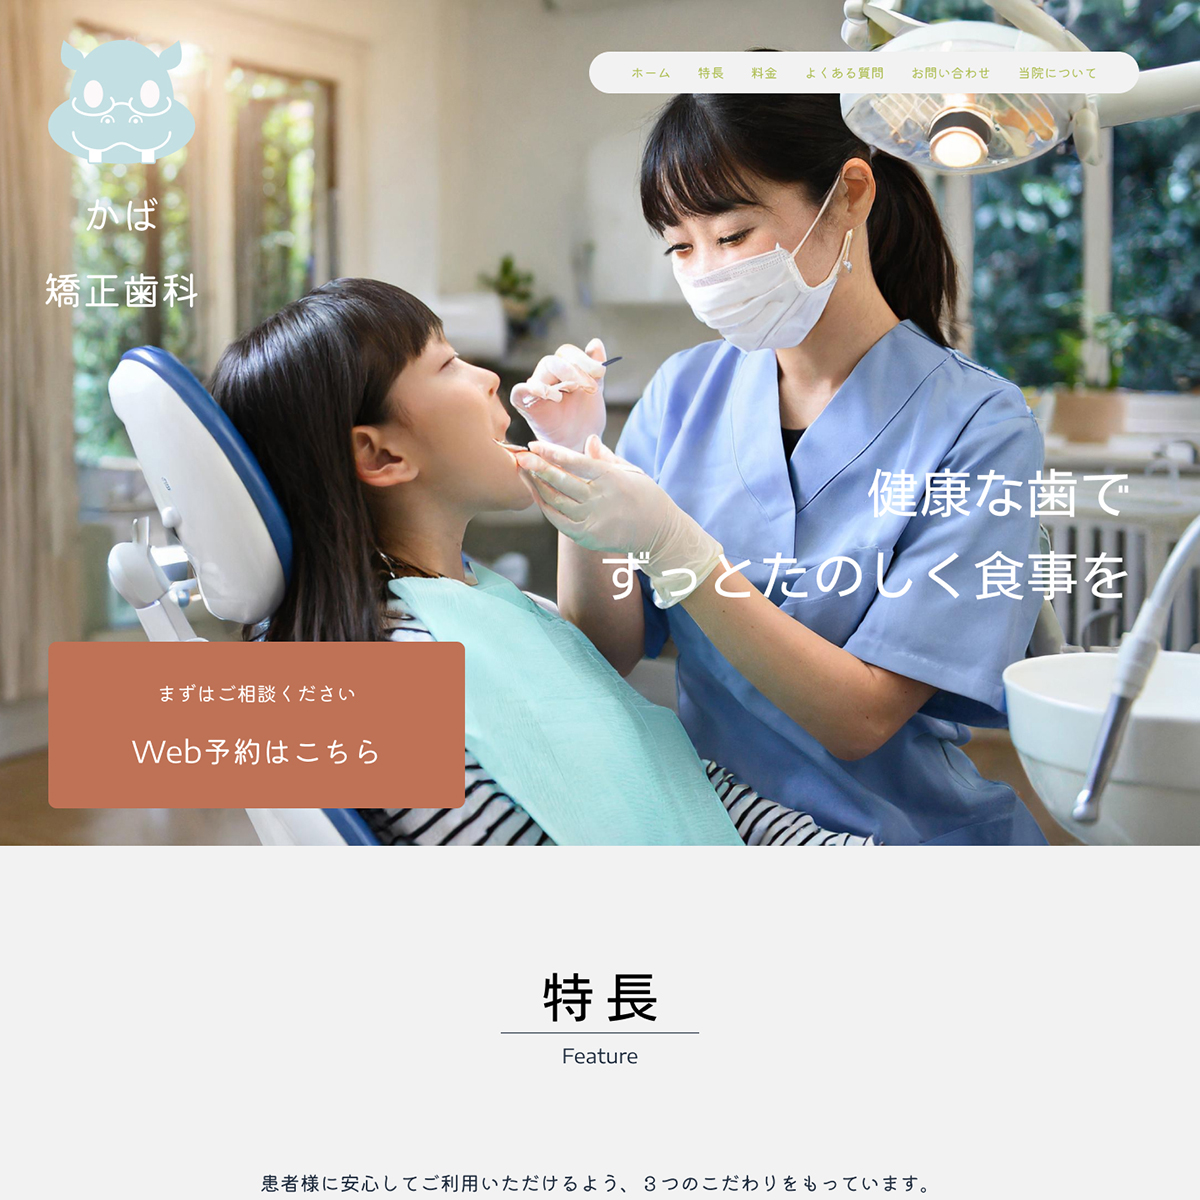 ホーム 特長 料金 よくある質問 お問い合わせ 当院について
かば
矯正歯科
健康な歯で
ずっとたのしく食事を
まずはご相談ください
Web予約はこちら
特長
Feature
患者様に安心してご利用いただけるよう、３つのこだわりをもっています。